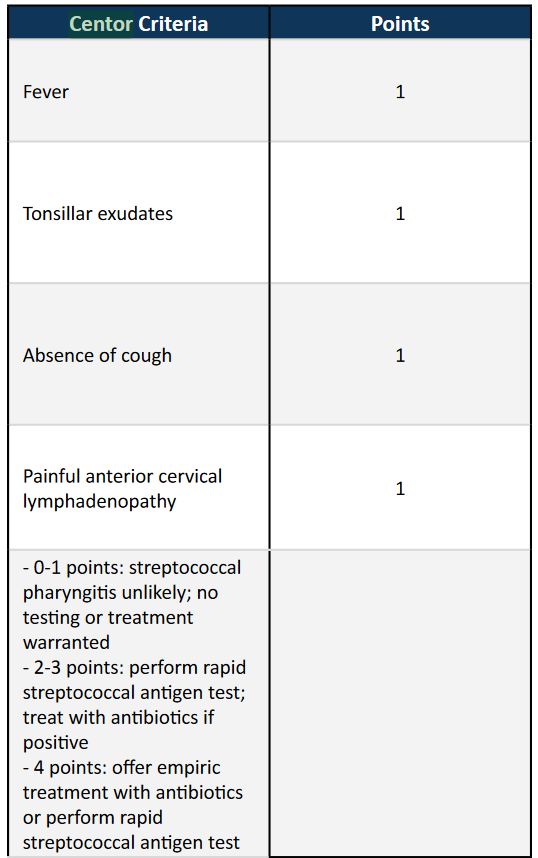 Centor Criteria Points
Fever 1
Tonsillar exudates 1
Absence of cough 1
Painful anterior cervical
lymphadenopathy 1
- 0-1 points: streptococcal
pharyngitis unlikely; no
testing or treatment
warranted
- 2-3 points: perform rapid
streptococcal antigen test;
treat with antibiotics if
positive
- 4 points: offer empiric
treatment with antibiotics
or perform rapid
streptococcal antigen test